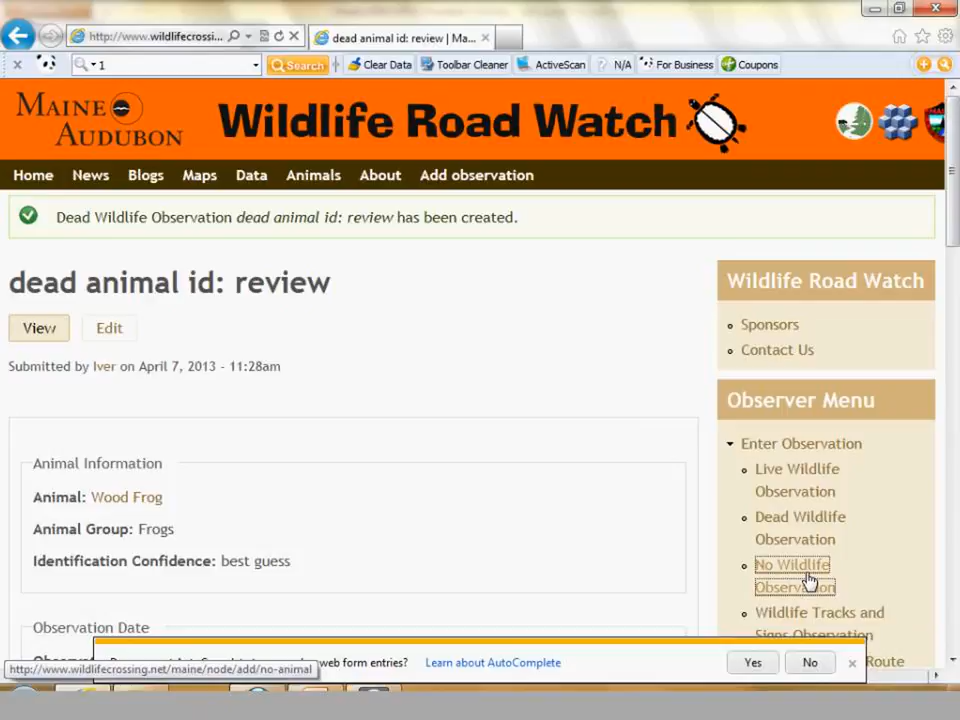 http://www.wildlifecrossi...
dead animal id: review | Ma...
1
Search
Clear Data
Toolbar Cleaner
ActiveScan
N/A
For Business
Coupons
MAINE
AUDUBON
Wildlife Road Watch
Home
News
Blogs
Maps
Data
Animals
About
Add observation
Dead Wildlife Observation dead animal id: review has been created.
dead animal id: review
View
Edit
Submitted by Iver on April 7, 2013 - 11:28am
Animal Information
Animal: Wood Frog
Animal Group: Frogs
Identification Confidence: best guess
Observation Date
Wildlife Road Watch
Sponsors
Contact Us
Observer Menu
Enter Observation
Live Wildlife
Observation
Dead Wildlife
Observation
No Wildlife
Observation
Wildlife Tracks and
Signs Observation
Route
web form entries?
Learn about AutoComplete
Yes
No
http://www.wildlifecrossing.net/maine/node/add/no-animal